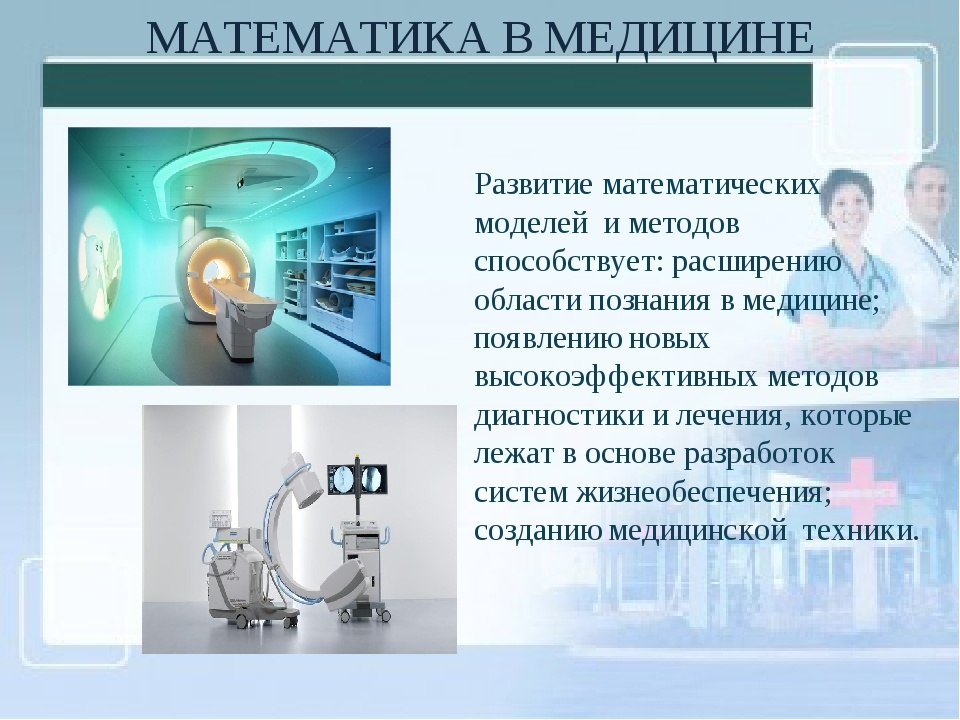 МАТЕМАТИКА В МЕДИЦИНЕ
Развитие математических
моделей  и методов
способствует: расширению
области познания в медицине;
появлению новых
высокоэффективных методов
диагностики и лечения, которые
лежат в основе разработок
систем жизнеобеспечения;
созданию медицинской  техники.